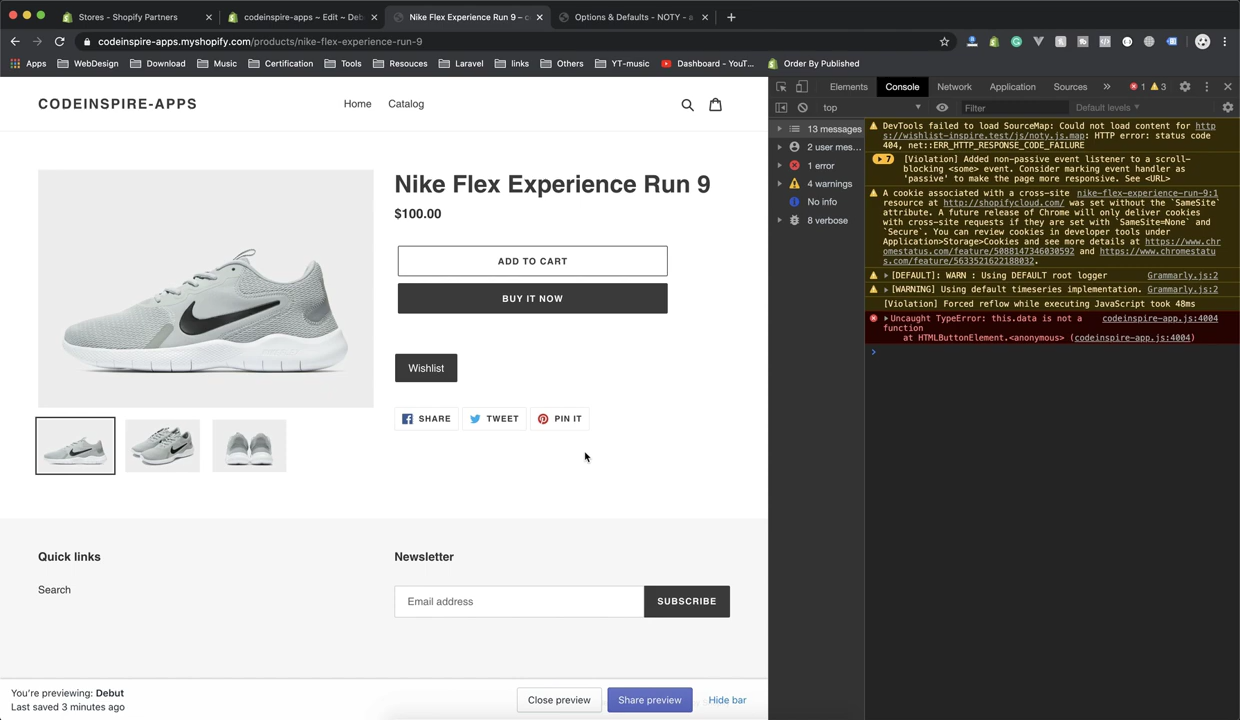 Stores - Shopify Partners
codeinspire-apps ~ Edit ~ Deb
Nike Flex Experience Run 9 – c
Options & Defaults - NOTY - a
codeinspire-apps.myshopify.com/products/nike-flex-experience-run-9
Apps WebDesign Download Music Certification Tools Resouces Laravel links Others YT-music Dashboard - YouT... Order By Published
CODEINSPIRE-APPS
Home Catalog
Nike Flex Experience Run 9
$100.00
ADD TO CART
BUY IT NOW
Wishlist
SHARE TWEET PIN IT
Quick links
Search
Newsletter
Email address SUBSCRIBE
You're previewing: Debut
Last saved 3 minutes ago
Close preview Share preview Hide bar
Elements Console Network Application Sources » 1 3
top Filter Default levels
13 messages
2 user mes...
1 error
4 warnings
No info
8 verbose
DevTools failed to load SourceMap: Could not load content for http
s://wishlist-inspire.test/js/noty.js.map: HTTP error: status code
404, net::ERR_HTTP_RESPONSE_CODE_FAILURE
7 [Violation] Added non-passive event listener to a scroll-
blocking <some> event. Consider marking event handler as
'passive' to make the page more responsive. See <URL>
A cookie associated with a cross-site nike-flex-experience-run-9:1
resource at http://shopifycloud.com/ was set without the `SameSite`
attribute. A future release of Chrome will only deliver cookies
with cross-site requests if they are set with `SameSite=None` and
`Secure`. You can review cookies in developer tools under
Application>Storage>Cookies and see more details at https://www.chr
omestatus.com/feature/5088147346030592 and https://www.chromestatu
s.com/feature/5633521622188032.
[DEFAULT]: WARN : Using DEFAULT root logger Grammarly.js:2
[WARNING] Using default timeseries implementation. Grammarly.js:2
[Violation] Forced reflow while executing JavaScript took 48ms
Uncaught TypeError: this.data is not a codeinspire-app.js:4004
function
at HTMLButtonElement.<anonymous> (codeinspire-app.js:4004)